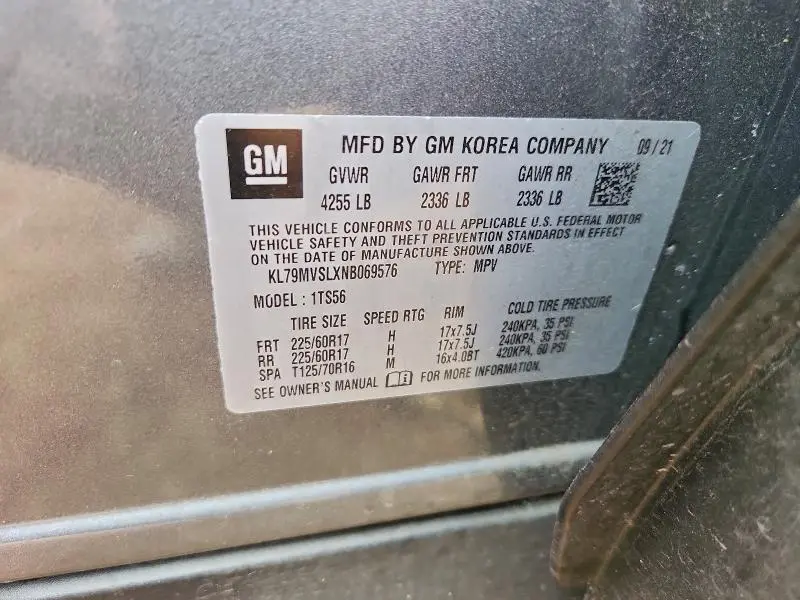 GM MFD BY GM KOREA COMPANY 09 / 21
GVWR GAWR FRT GAWR RR
4255 LB 2336 LB 2336 LB
THIS VEHICLE CONFORMS TO ALL APPLICABLE U.S. FEDERAL MOTOR
VEHICLE SAFETY AND THEFT PREVENTION STANDARDS IN EFFECT
ON THE DATE OF MANUFACTURE SHOWN ABOVE.
KL79MVSLXNB069576 TYPE: MPV
MODEL : 1TS56
TIRE SIZE SPEED RTG RIM COLD TIRE PRESSURE
FRT 225/60R17 H 17x7.5J 240KPA, 35 PSI
RR 225/60R17 H 17x7.5J 240KPA, 35 PSI
SPA T125/70R16 M 16x4.0BT 420KPA, 60 PSI
SEE OWNER'S MANUAL FOR MORE INFORMATION.